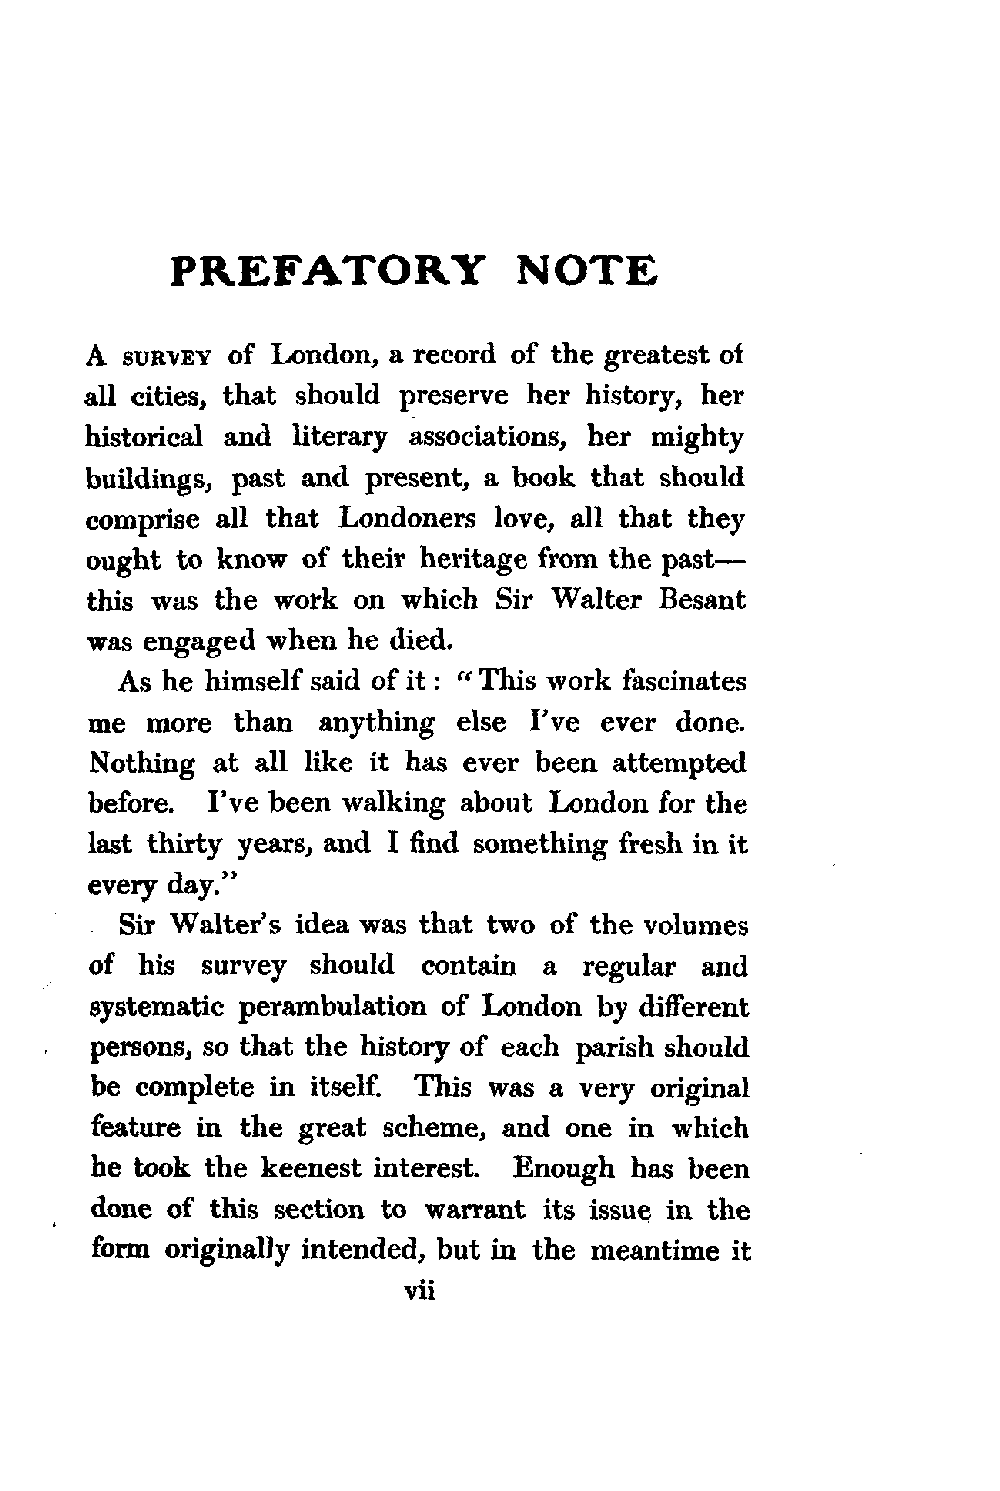 PREFATORY NOTE
A SURVEY of London, a record of the greatest of
all cities, that should preserve her history, her
historical and literary associations, her mighty
buildings, past and present, a book that should
comprise all that Londoners love, all that they
ought to know of their heritage from the past—
this was the work on which Sir Walter Besant
was engaged when he died.
As he himself said of it : "This work fascinates
me more than anything else I've ever done.
Nothing at all like it has ever been attempted
before. I've been walking about London for the
last thirty years, and I find something fresh in it
every day."
Sir Walter's idea was that two of the volumes
of his survey should contain a regular and
systematic perambulation of London by different
persons, so that the history of each parish should
be complete in itself. This was a very original
feature in the great scheme, and one in which
he took the keenest interest. Enough has been
done of this section to warrant its issue in the
form originally intended, but in the meantime it
vii